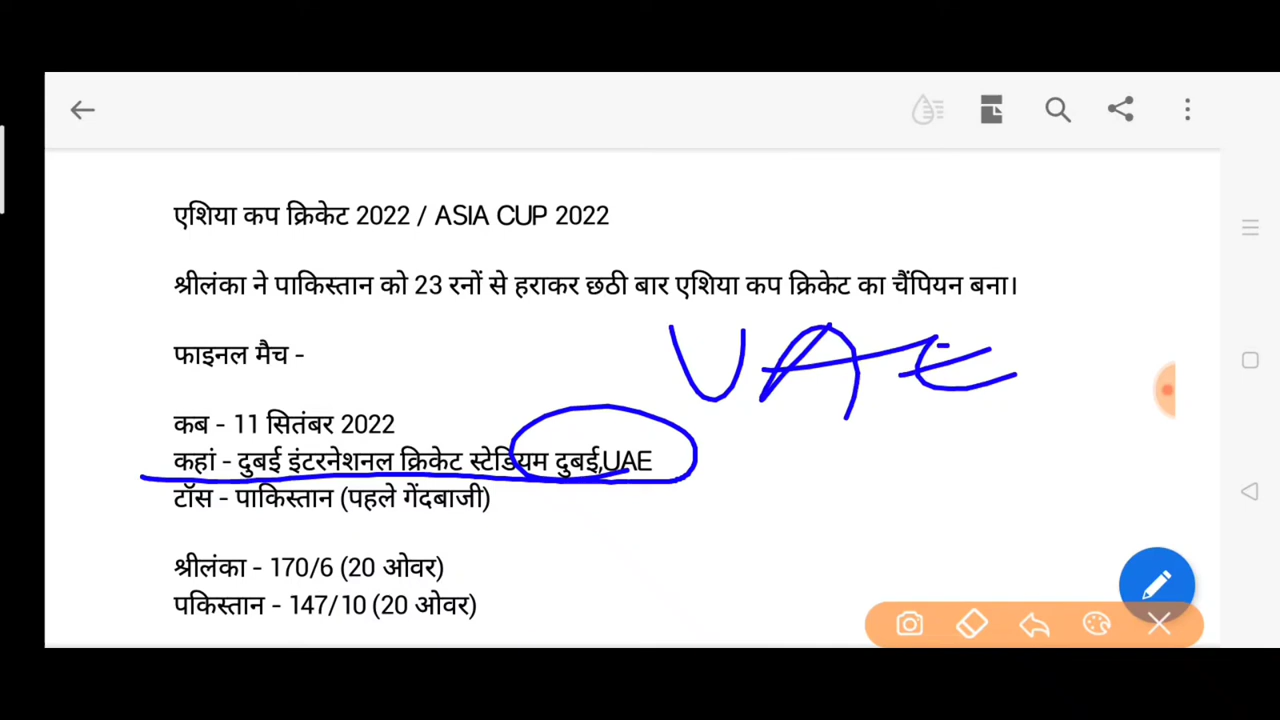 एशिया कप क्रिकेट 2022 / ASIA CUP 2022
श्रीलंका ने पाकिस्तान को 23 रनों से हराकर छठी बार एशिया कप क्रिकेट का चैंपियन बना।
फाइनल मैच -
UAE
कब - 11 सितंबर 2022
कहां - दुबई इंटरनेशनल क्रिकेट स्टेडियम दुबई,UAE
टॉस - पाकिस्तान (पहले गेंदबाजी)
श्रीलंका - 170/6 (20 ओवर)
पकिस्तान - 147/10 (20 ओवर)